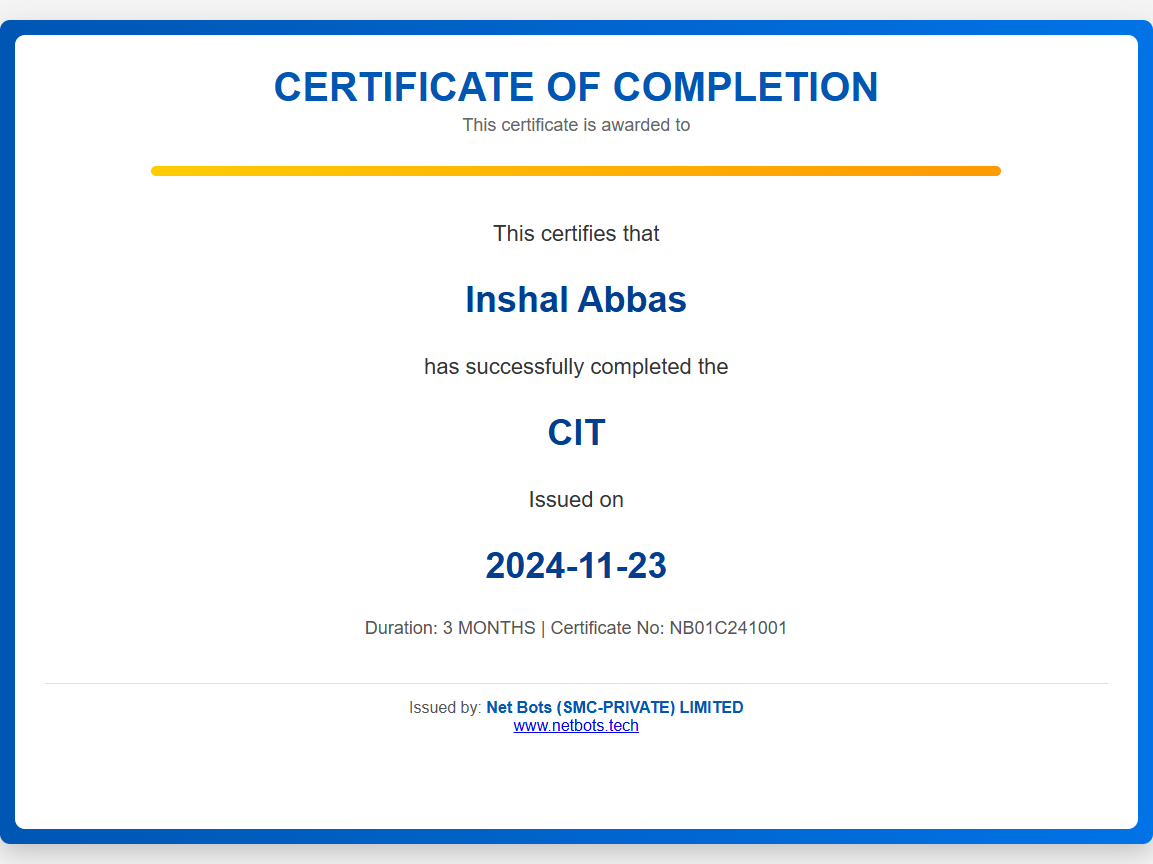 CERTIFICATE OF COMPLETION
This certificate is awarded to
This certifies that
Inshal Abbas
has successfully completed the
CIT
Issued on
2024-11-23
Duration: 3 MONTHS | Certificate No: NB01C241001
Issued by: Net Bots (SMC-PRIVATE) LIMITED
www.netbots.tech